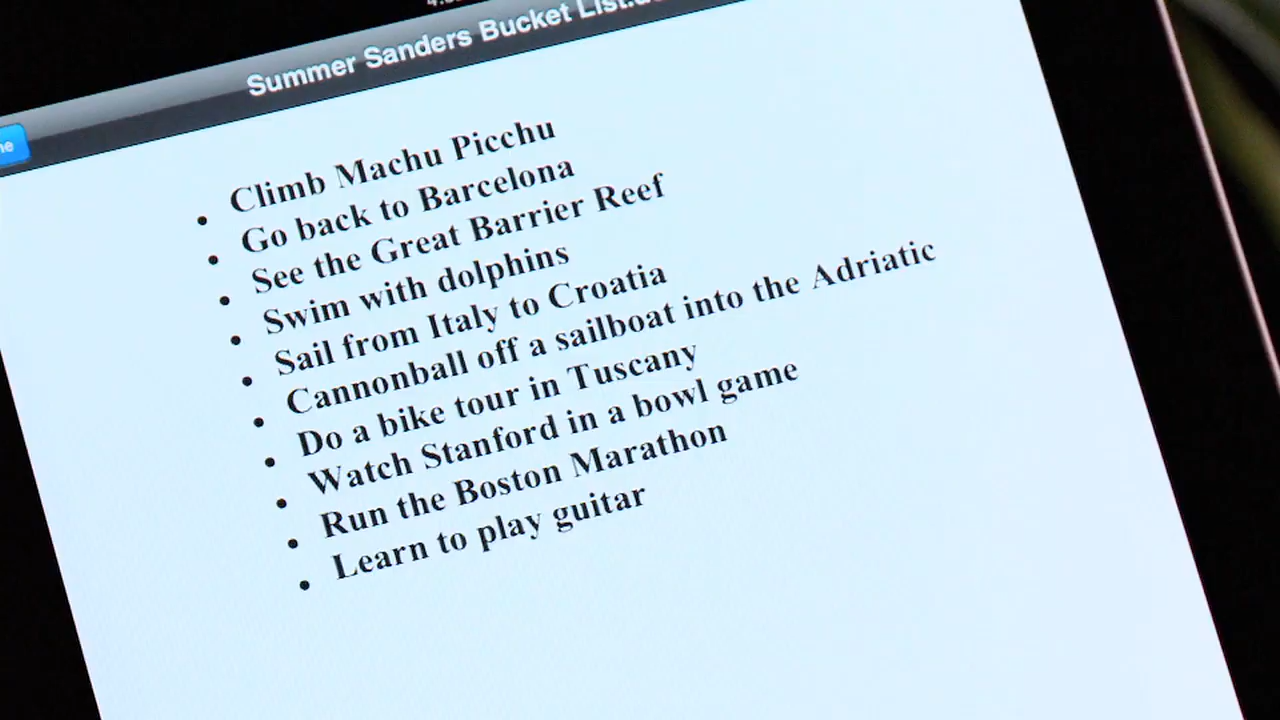 Summer Sanders Bucket List
• Climb Machu Picchu
• Go back to Barcelona
• See the Great Barrier Reef
• Swim with dolphins
• Sail from Italy to Croatia
• Cannonball off a sailboat into the Adriatic
• Do a bike tour in Tuscany
• Watch Stanford in a bowl game
• Run the Boston Marathon
• Learn to play guitar